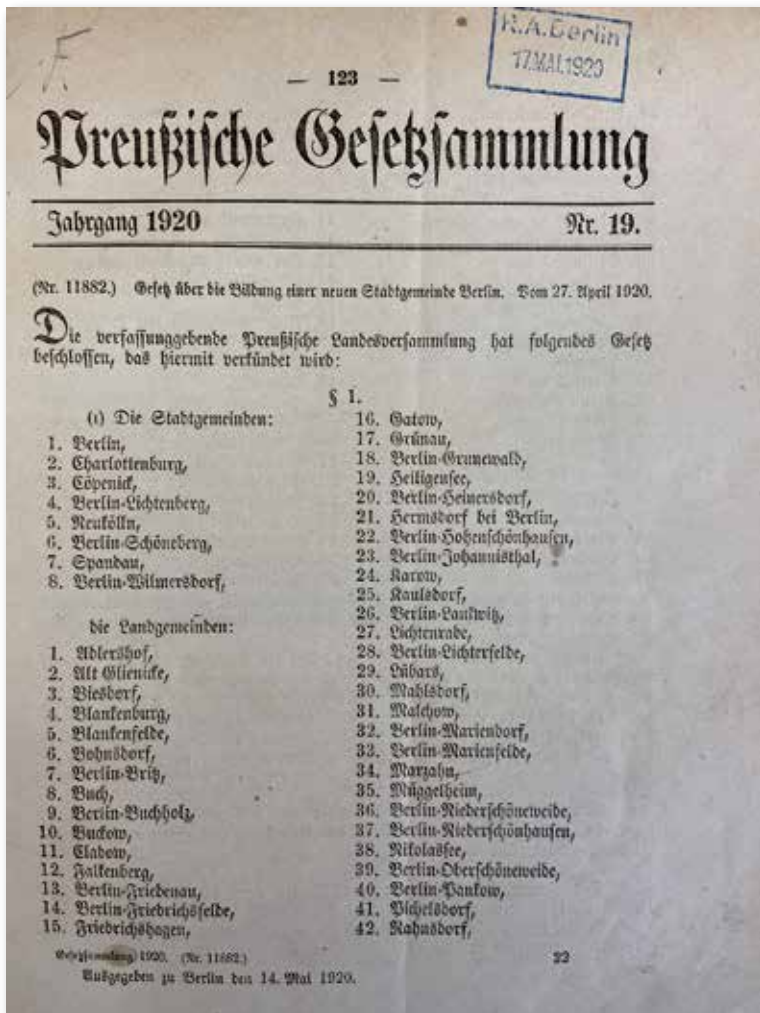 F.
R.A.Berlin
17.MAI.1920
— 123 —
Preußische Gesetzsammlung
Jahrgang 1920 Nr. 19.
(Nr. 11882.) Gesetz über die Bildung einer neuen Stadtgemeinde Berlin. Vom 27. April 1920.
Die verfassunggebende Preußische Landesversammlung hat folgendes Gesetz
beschlossen, das hiermit verkündet wird:
§ 1.
(1) Die Stadtgemeinden:
1. Berlin,
2. Charlottenburg,
3. Cöpenick,
4. Berlin-Lichtenberg,
5. Neukölln,
6. Berlin-Schöneberg,
7. Spandau,
8. Berlin-Wilmersdorf,
die Landgemeinden:
1. Adlershof,
2. Alt Glienicke,
3. Biesdorf,
4. Blankenburg,
5. Blankenfelde,
6. Bohnsdorf,
7. Berlin-Britz,
8. Buch,
9. Berlin-Buchholz,
10. Buckow,
11. Cladow,
12. Falkenberg,
13. Berlin-Friedenau,
14. Berlin-Friedrichsfelde,
15. Friedrichshagen,
16. Gatow,
17. Grünau,
18. Berlin-Grunewald,
19. Heiligensee,
20. Berlin-Heinersdorf,
21. Hermsdorf bei Berlin,
22. Berlin-Hohenschönhausen,
23. Berlin-Johannisthal,
24. Karow,
25. Kaulsdorf,
26. Berlin-Lankwitz,
27. Lichtenrade,
28. Berlin-Lichterfelde,
29. Lübars,
30. Mahlsdorf,
31. Malchow,
32. Berlin-Mariendorf,
33. Berlin-Marienfelde,
34. Marzahn,
35. Müggelheim,
36. Berlin-Niederschöneweide,
37. Berlin-Niederschönhausen,
38. Nikolassee,
39. Berlin-Oberschöneweide,
40. Berlin-Pankow,
41. Pichelsdorf,
42. Rahnsdorf,
Gesetzsammlung 1920. (Nr. 11882.) 22
Ausgegeben zu Berlin den 14. Mai 1920.